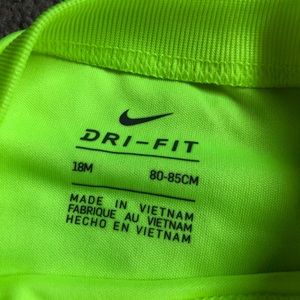 DRI-FIT
18M 80-85CM
MADE IN VIETNAM
FABRIQUE AU VIETNAM
HECHO EN VIETNAM